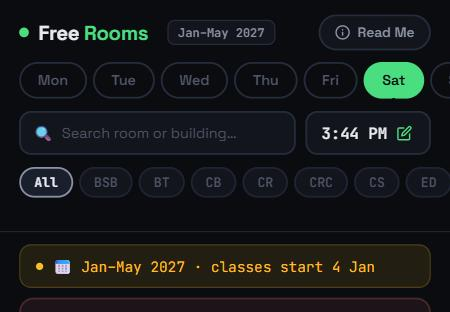 Free Rooms Jan–May 2027 Read Me
Mon Tue Wed Thu Fri Sat S
Search room or building… 3:44 PM
All BSB BT CB CR CRC CS ED
Jan–May 2027 · classes start 4 Jan